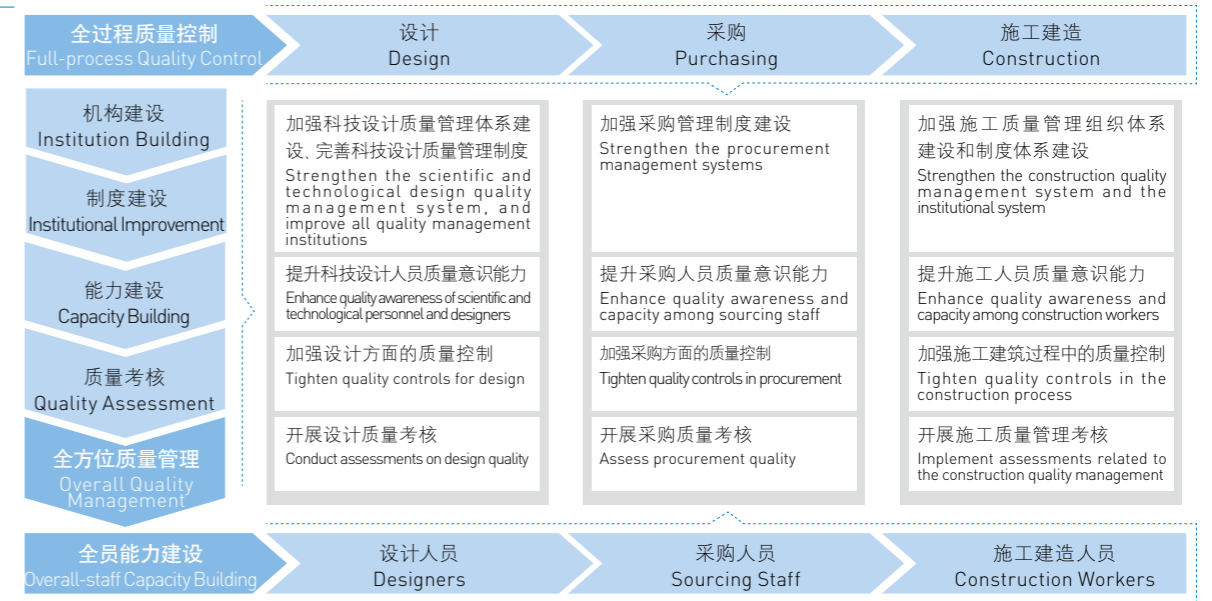 全过程质量控制
Full-process Quality Control
设计
Design
采购
Purchasing
施工建造
Construction
机构建设
Institution Building
制度建设
Institutional Improvement
能力建设
Capacity Building
质量考核
Quality Assessment
全方位质量管理
Overall Quality
Management
加强科技设计质量管理体系建
设、完善科技设计质量管理制度
Strengthen the scientific and
technological design quality
management system, and
improve all quality management
institutions
提升科技设计人员质量意识能力
Enhance quality awareness of scientific and
technological personnel and designers
加强设计方面的质量控制
Tighten quality controls for design
开展设计质量考核
Conduct assessments on design quality
加强采购管理制度建设
Strengthen the procurement
management systems
提升采购人员质量意识能力
Enhance quality awareness and
capacity among sourcing staff
加强采购方面的质量控制
Tighten quality controls in procurement
开展采购质量考核
Assess procurement quality
加强施工质量管理组织体系
建设和制度体系建设
Strengthen the construction quality
management system and the
institutional system
提升施工人员质量意识能力
Enhance quality awareness and
capacity among construction workers
加强施工建筑过程中的质量控制
Tighten quality controls in the
construction process
开展施工质量管理考核
Implement assessments related to
the construction quality management
全员能力建设
Overall-staff Capacity Building
设计人员
Designers
采购人员
Sourcing Staff
施工建造人员
Construction Workers